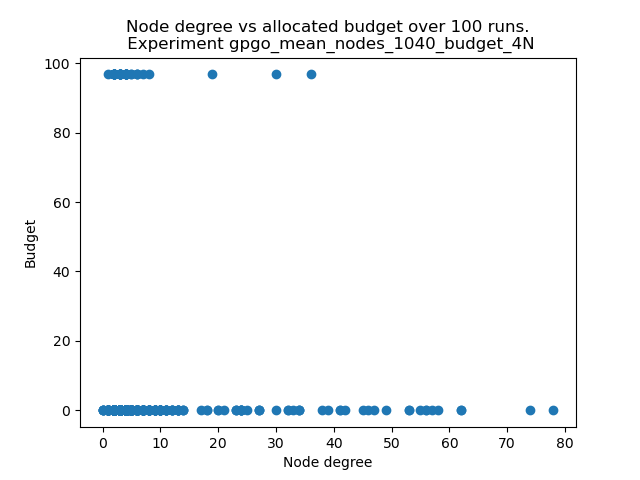 Node degree vs allocated budget over 100 runs.
Experiment gpgo_mean_nodes_1040_budget_4N
100
80
60
40
20
0
Budget
0 10 20 30 40 50 60 70 80
Node degree